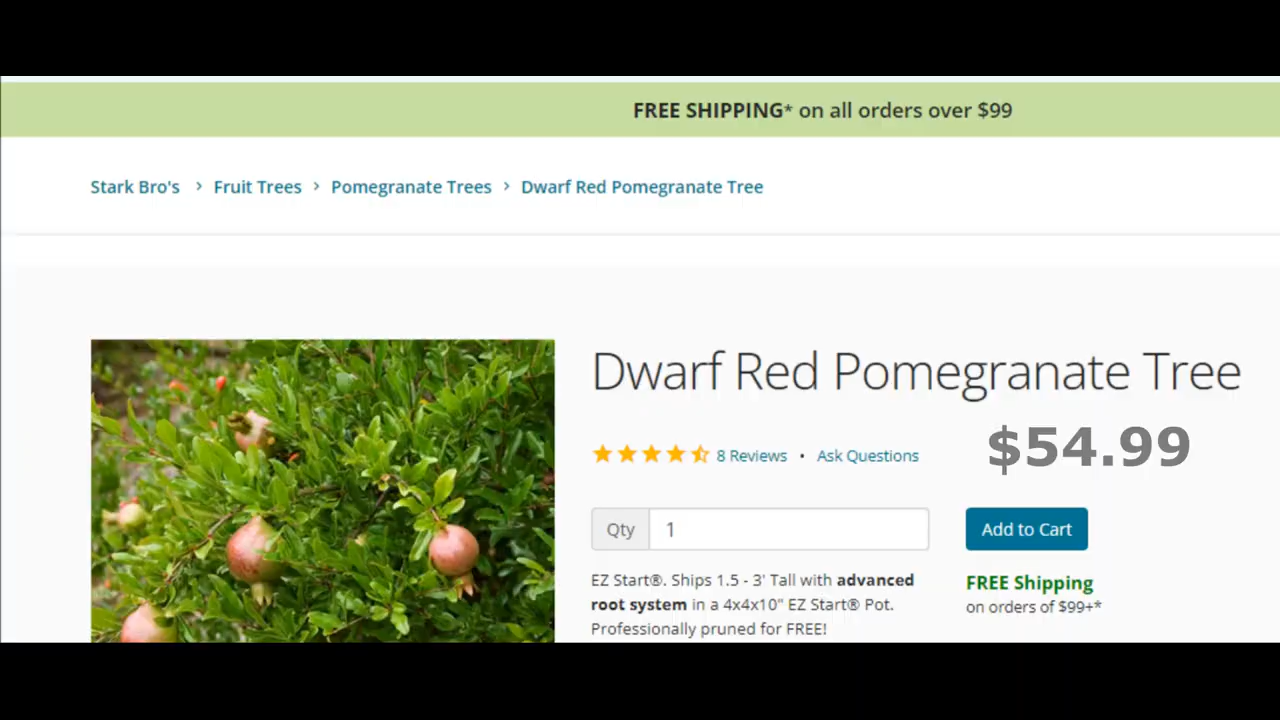 FREE SHIPPING* on all orders over $99
Stark Bro's > Fruit Trees > Pomegranate Trees > Dwarf Red Pomegranate Tree
Dwarf Red Pomegranate Tree
8 Reviews • Ask Questions
$54.99
Qty 1
Add to Cart
EZ Start®. Ships 1.5 - 3' Tall with advanced
root system in a 4x4x10" EZ Start® Pot.
Professionally pruned for FREE!
FREE Shipping
on orders of $99+*